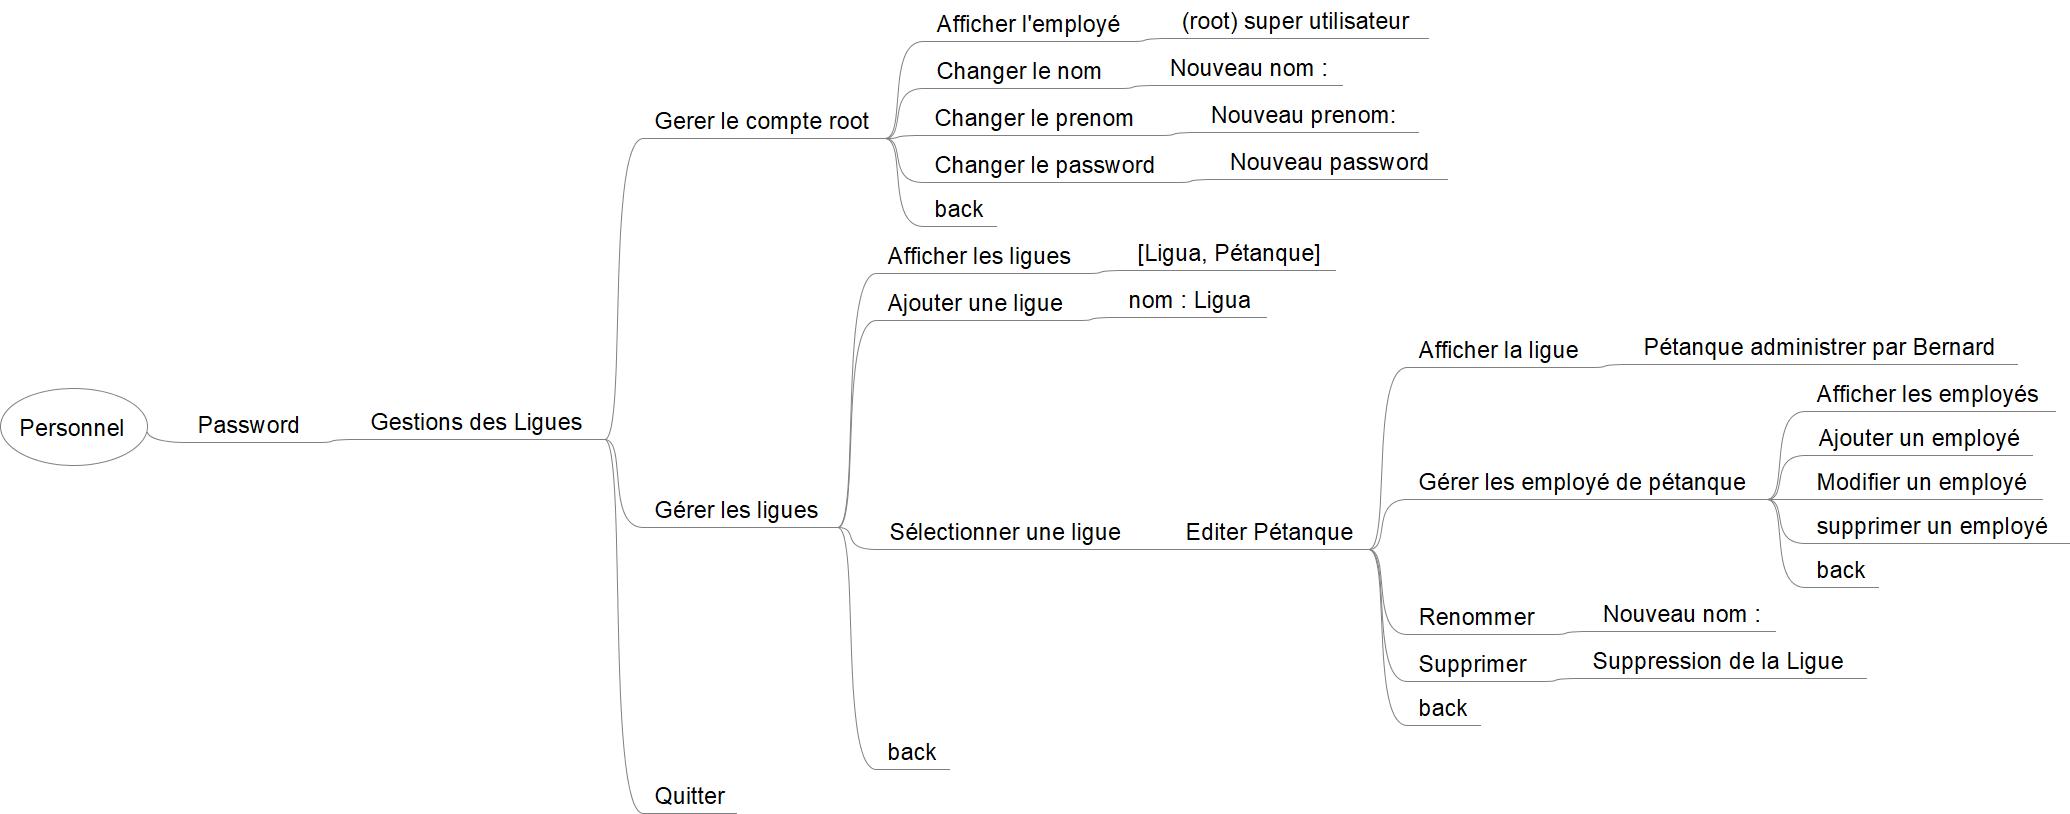 Personnel
Password
Gestions des Ligues
Gerer le compte root
Afficher l'employé
(root) super utilisateur
Changer le nom
Nouveau nom :
Changer le prenom
Nouveau prenom:
Changer le password
Nouveau password
back
Gérer les ligues
Afficher les ligues
[Ligua, Pétanque]
Ajouter une ligue
nom : Ligua
Sélectionner une ligue
Editer Pétanque
Afficher la ligue
Pétanque administrer par Bernard
Gérer les employé de pétanque
Afficher les employés
Ajouter un employé
Modifier un employé
supprimer un employé
back
Renommer
Nouveau nom :
Supprimer
Suppression de la Ligue
back
back
Quitter